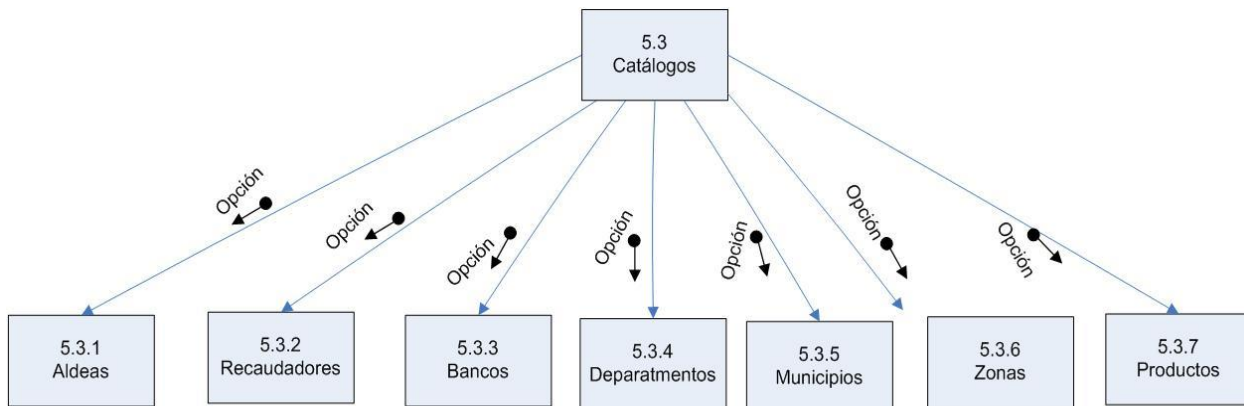 5.3
Catálogos
Opción
Opción
Opción
Opción
Opción
Opción
Opción
5.3.1
Aldeas
5.3.2
Recaudadores
5.3.3
Bancos
5.3.4
Deparatmentos
5.3.5
Municipios
5.3.6
Zonas
5.3.7
Productos